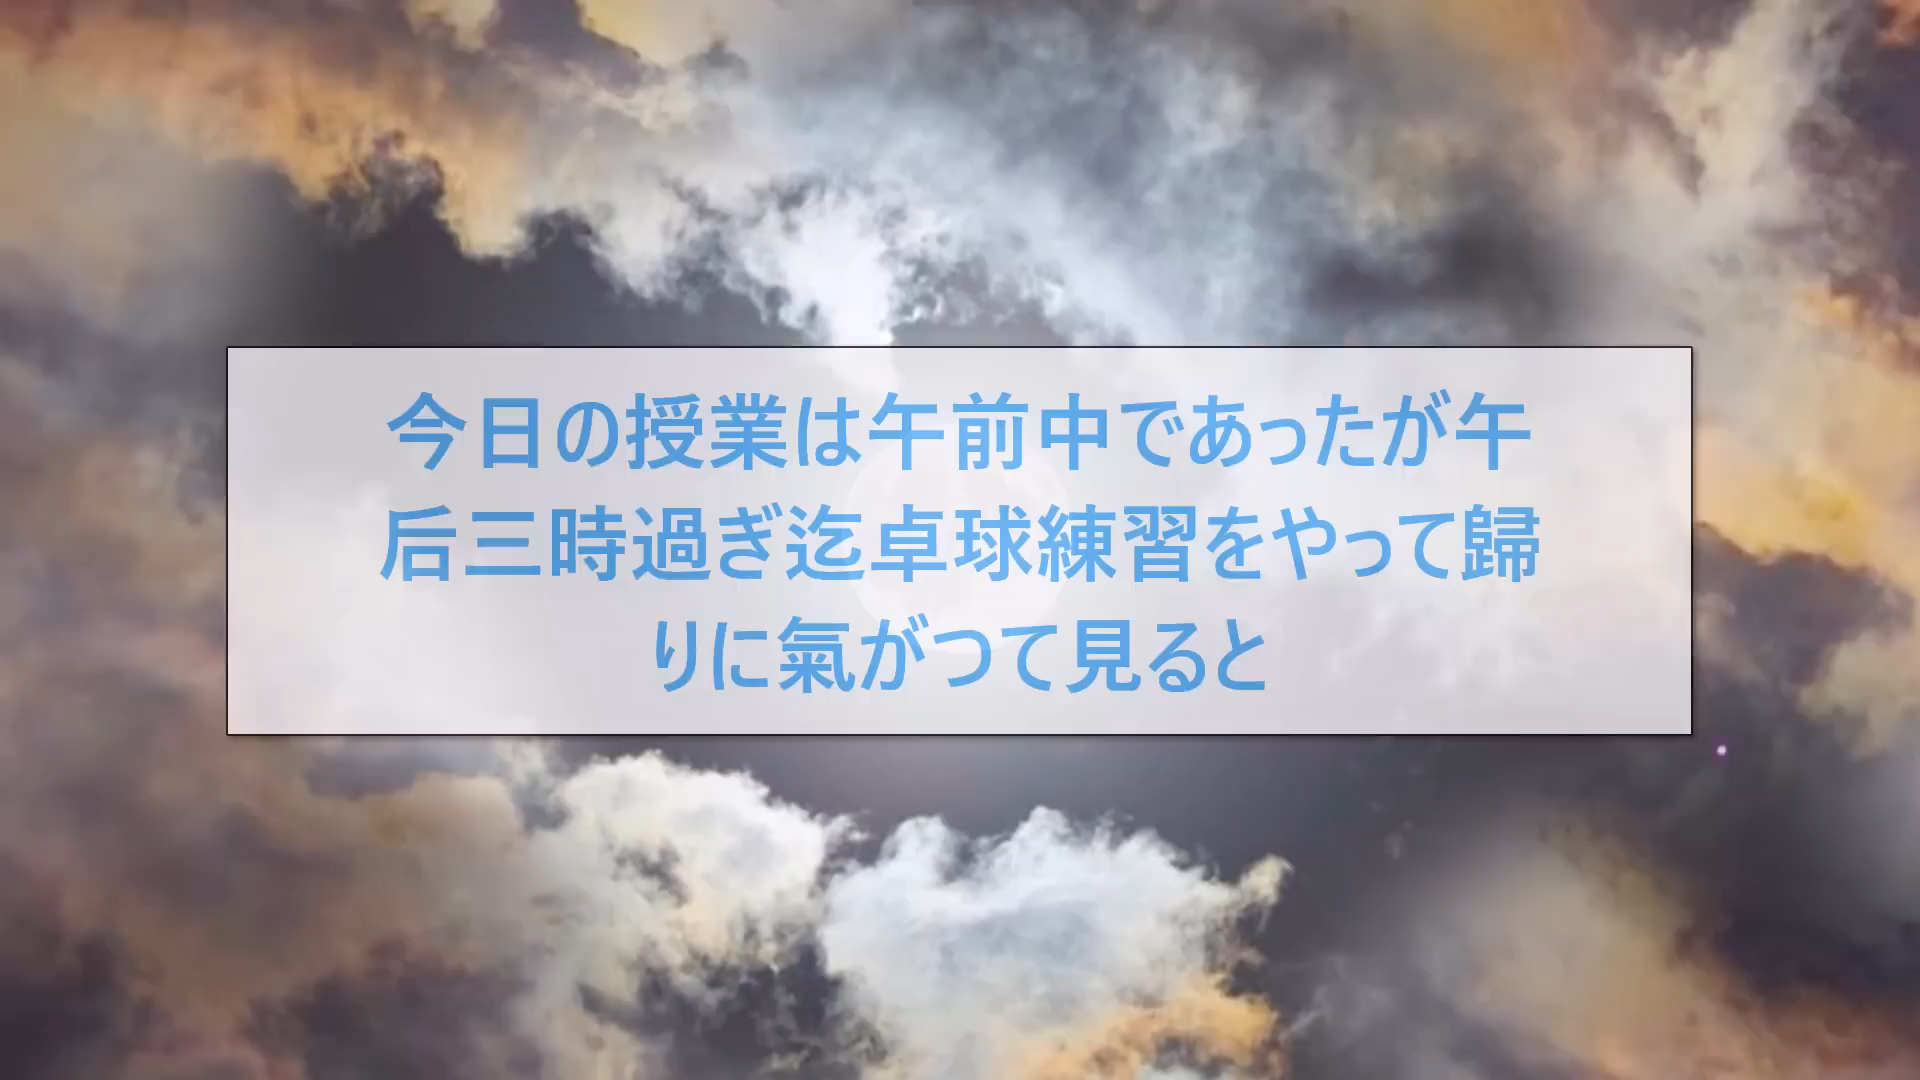 今日の授業は午前中であったが午
后三時過ぎ迄卓球練習をやって歸
りに氣がつて見ると